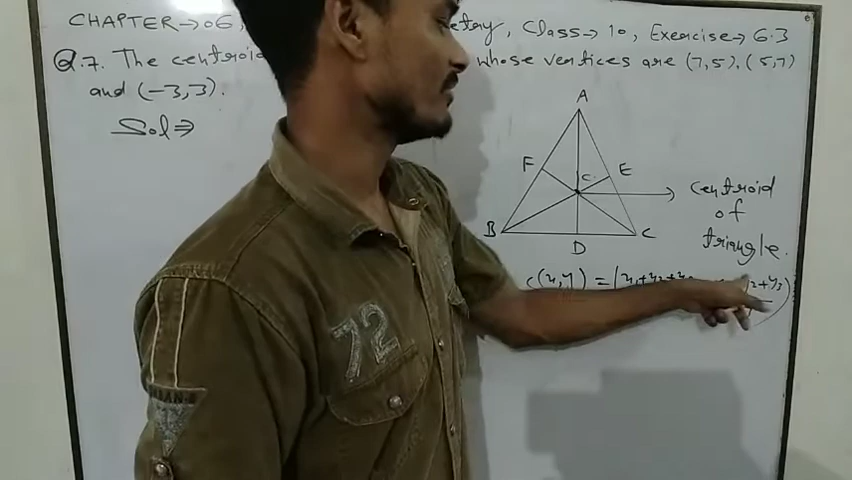 CHAPTER → 06, etry, Class → 10, Exercise → 6.3
Q.7. The centroid whose vertices are (7,5), (5,7)
and (-3,3).
Sol ⇒
A
F
E
C.
B
D
C
centroid
of
triangle.
C(x,y) =
72